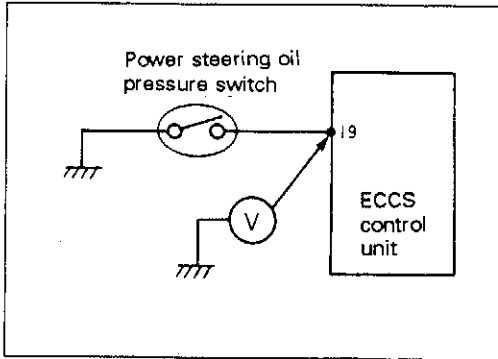 Power steering oil
pressure switch
19
V
ECCS
control
unit